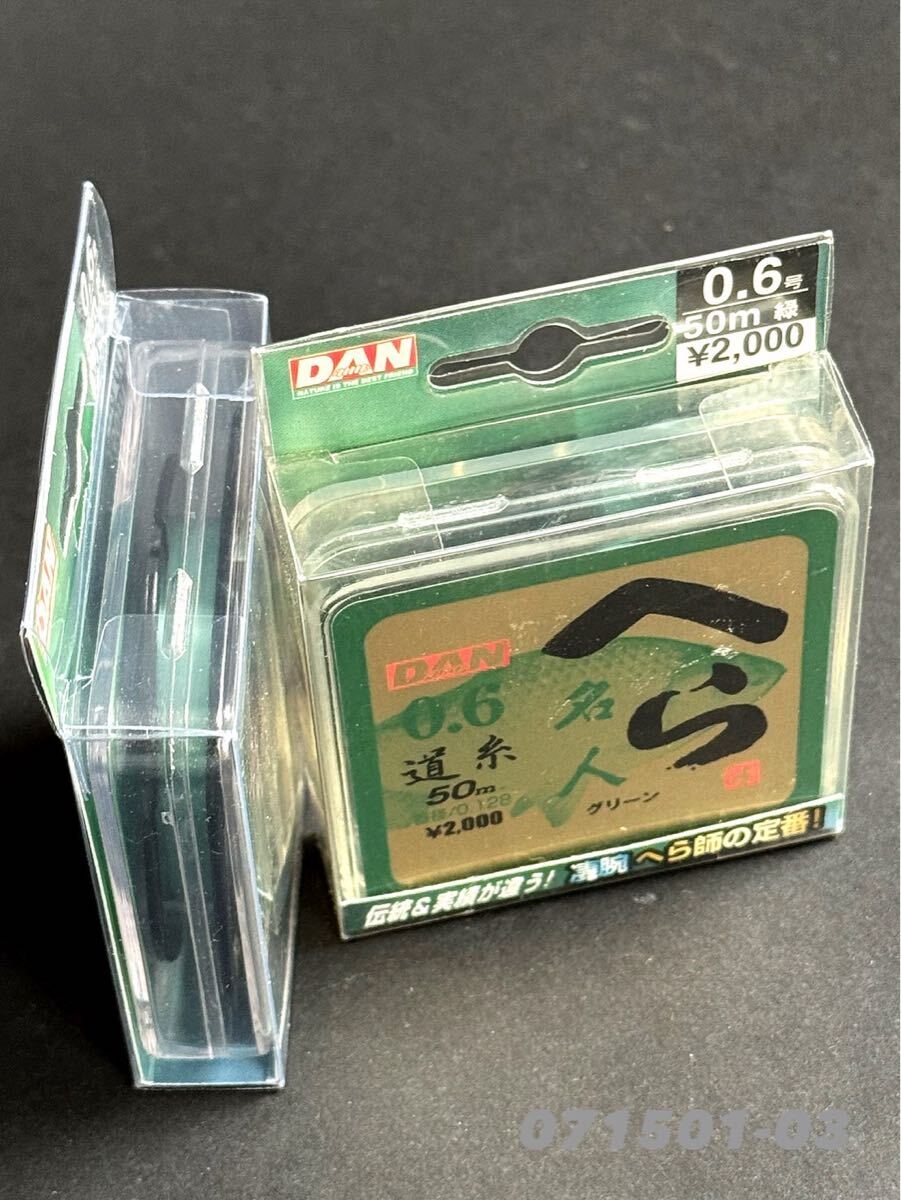 DAN
NATURE IS THE BEST FRIEND
0.6号
50m 緑
¥2,000
へら
名人
DAN
0.6
道糸
50m
¥2,000
グリーン
伝統&実績が違う! 凄腕 へら師の定番!
071501-03